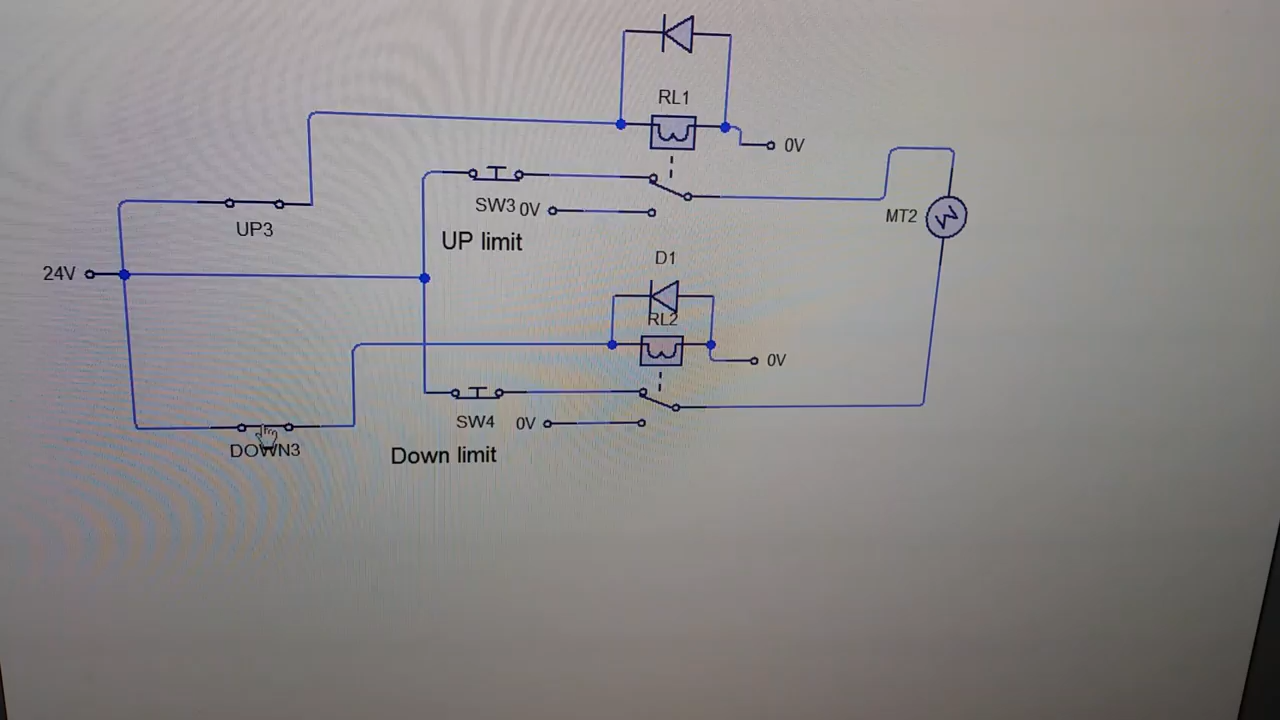 RL1
0V
SW3
0V
MT2
UP3
UP limit
D1
24V
RL2
0V
SW4
0V
DOWN3
Down limit